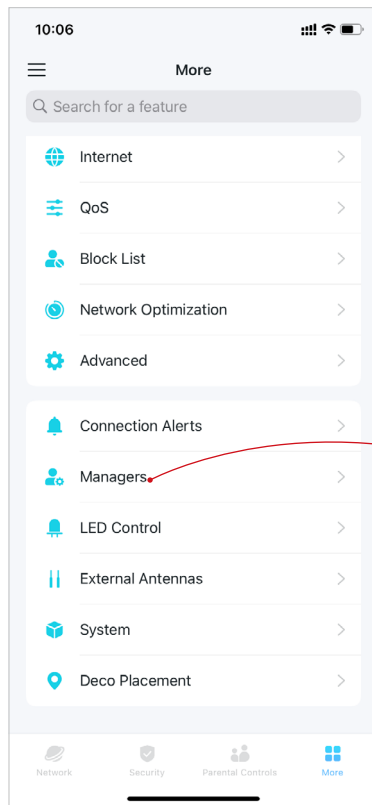 10:06
More
Search for a feature
Internet
QoS
Block List
Network Optimization
Advanced
Connection Alerts
Managers
LED Control
External Antennas
System
Deco Placement
Network Security Parental Controls More